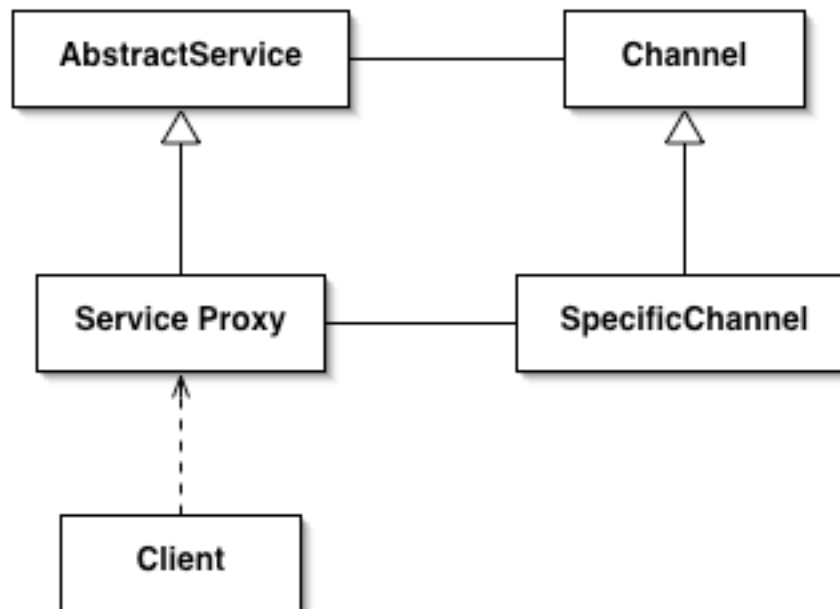 AbstractService
Channel
Service Proxy
SpecificChannel
Client